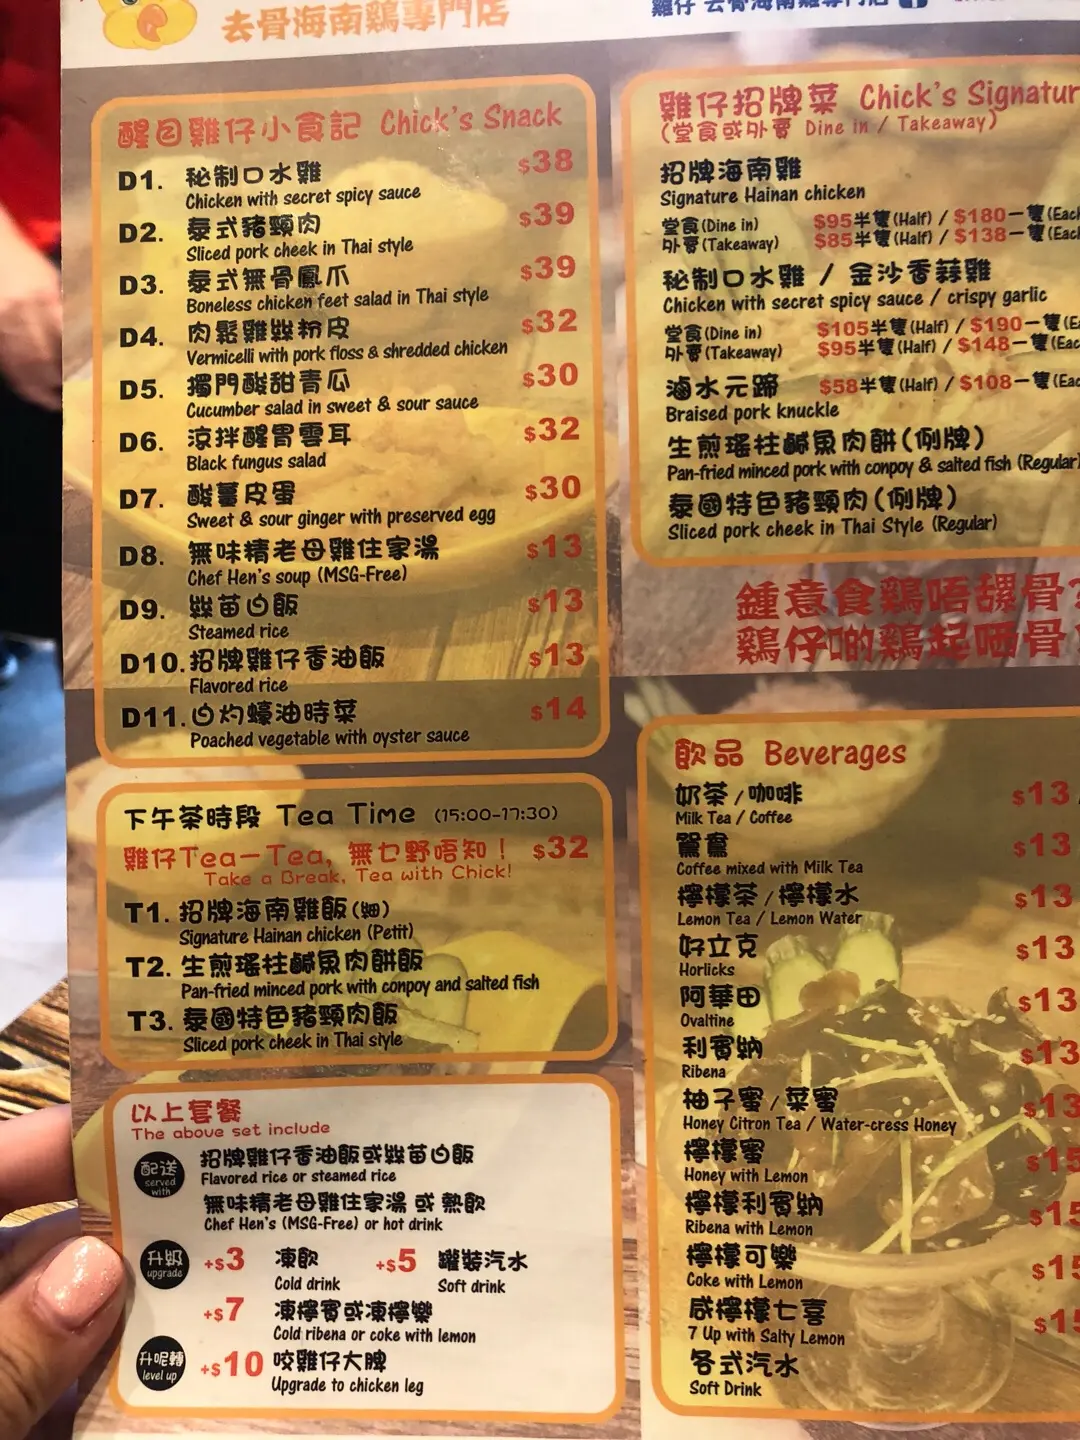 去骨海南鷄專門店
雞仔 去骨海南雞專門店
醒目雞仔小食記 Chick's Snack
D1. 秘制口水雞 $38
Chicken with secret spicy sauce
D2. 泰式豬頸肉 $39
Sliced pork cheek in Thai style
D3. 泰式無骨鳳爪 $39
Boneless chicken feet salad in Thai style
D4. 肉鬆雞絲粉皮 $32
Vermicelli with pork floss & shredded chicken
D5. 獨門酸甜青瓜 $30
Cucumber salad in sweet & sour sauce
D6. 涼拌醒胃雲耳 $32
Black fungus salad
D7. 酸薑皮蛋 $30
Sweet & sour ginger with preserved egg
D8. 無味精老母雞住家湯 $13
Chef Hen's soup (MSG-Free)
D9. 絲苗白飯 $13
Steamed rice
D10. 招牌雞仔香油飯 $13
Flavored rice
D11. 白灼蠔油時菜 $14
Poached vegetable with oyster sauce
下午茶時段 Tea Time (15:00-17:30)
雞仔Tea-Tea, 無乜野唔知! $32
Take a Break, Tea with Chick!
T1. 招牌海南雞飯(細)
Signature Hainan chicken (Petit)
T2. 生煎瑤柱鹹魚肉餅飯
Pan-fried minced pork with conpoy and salted fish
T3. 泰國特色豬頸肉飯
Sliced pork cheek in Thai style
以上套餐
The above set include
配送 served with
招牌雞仔香油飯或絲苗白飯
Flavored rice or steamed rice
無味精老母雞住家湯 或 熱飲
Chef Hen's (MSG-Free) or hot drink
升級 upgrade
+$3 凍飲 +$5 罐裝汽水
Cold drink Soft drink
+$7 凍檸賓或凍檸樂
Cold ribena or coke with lemon
升呢轉 level up
+$10 咬雞仔大脾
Upgrade to chicken leg
雞仔招牌菜 Chick's Signatur
(堂食或外賣 Dine in / Takeaway)
招牌海南雞
Signature Hainan chicken
堂食(Dine in) $95半隻(Half) / $180一隻(Each
外賣(Takeaway) $85半隻(Half) / $138一隻(Each
秘制口水雞 / 金沙香蒜雞
Chicken with secret spicy sauce / crispy garlic
堂食(Dine in) $105半隻(Half) / $190一隻(E
外賣(Takeaway) $95半隻(Half) / $148一隻(Ea
滷水元蹄 $58半隻(Half) / $108一隻(Eac
Braised pork knuckle
生煎瑤柱鹹魚肉餅(例牌)
Pan-fried minced pork with conpoy & salted fish (Regular)
泰國特色豬頸肉(例牌)
Sliced pork cheek in Thai Style (Regular)
鍾意食鷄唔𦧺骨?
鷄仔啲鷄起哂骨!
飲品 Beverages
奶茶/咖啡 $13
Milk Tea / Coffee
鴛鴦 $13
Coffee mixed with Milk Tea
檸檬茶/檸檬水 $13
Lemon Tea / Lemon Water
好立克 $13
Horlicks
阿華田 $13
Ovaltine
利賓納 $13
Ribena
柚子蜜/菜蜜 $13
Honey Citron Tea / Water-cress Honey
檸檬蜜 $15
Honey with Lemon
檸檬利賓納 $15
Ribena with Lemon
檸檬可樂 $15
Coke with Lemon
咸檸檬七喜 $15
7 Up with Salty Lemon
各式汽水
Soft Drink